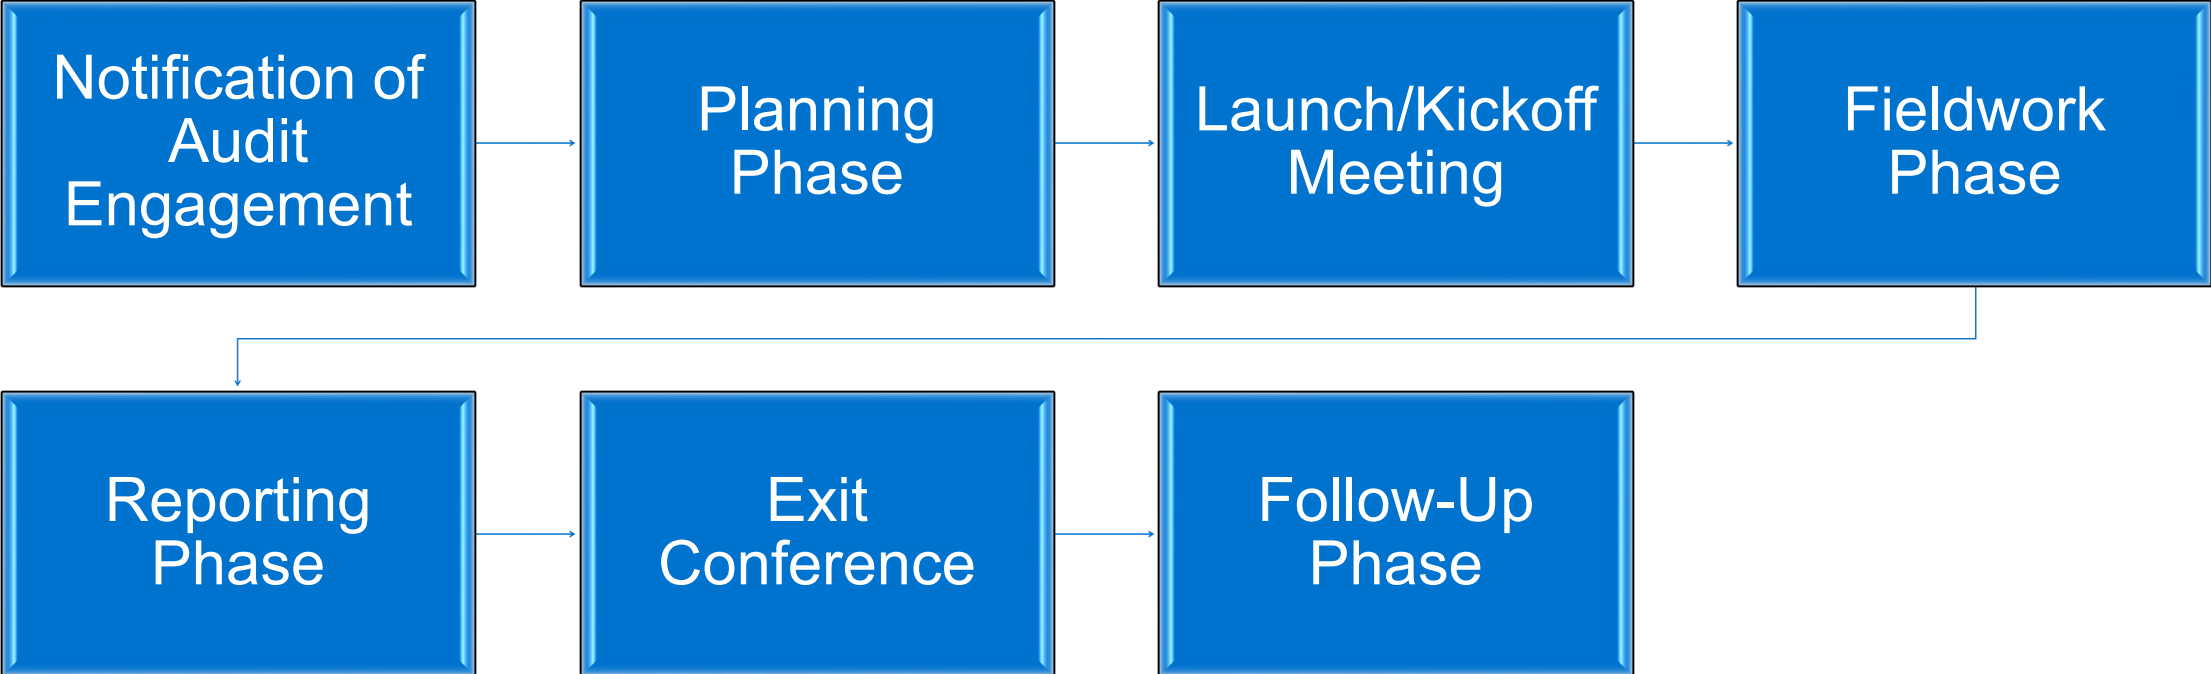 Notification of
Audit
Engagement
Planning
Phase
Launch/Kickoff
Meeting
Fieldwork
Phase
Reporting
Phase
Exit
Conference
Follow-Up
Phase